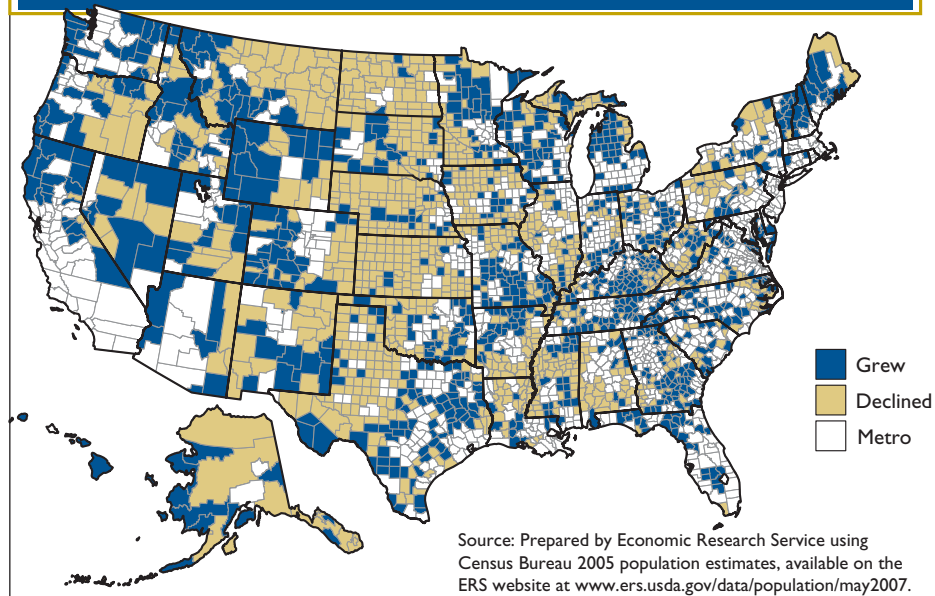 Grew
Declined
Metro
Source: Prepared by Economic Research Service using
Census Bureau 2005 population estimates, available on the
ERS website at www.ers.usda.gov/data/population/may2007.